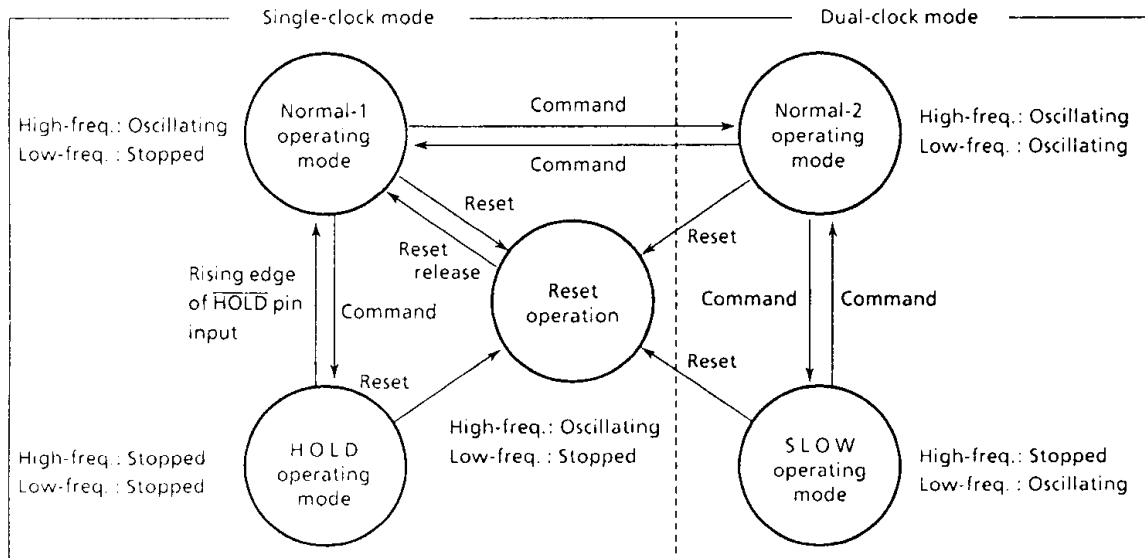 Single-clock mode
Dual-clock mode
Normal-1
operating
mode
High-freq.: Oscillating
Low-freq. : Stopped
Command
Command
Normal-2
operating
mode
High-freq.: Oscillating
Low-freq. : Oscillating
Reset
Reset
release
Reset
Reset
operation
Rising edge
of HOLD pin
input
Command
Command
Command
Reset
Reset
High-freq.: Oscillating
Low-freq. : Stopped
HOLD
operating
mode
High-freq.: Stopped
Low-freq. : Stopped
SLOW
operating
mode
High-freq.: Stopped
Low-freq. : Oscillating